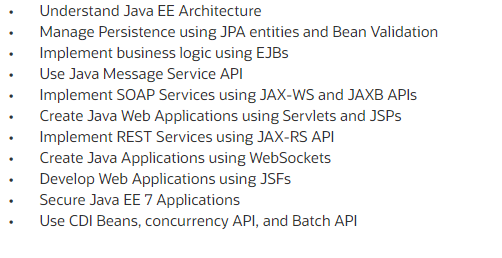 • Understand Java EE Architecture
• Manage Persistence using JPA entities and Bean Validation
• Implement business logic using EJBs
• Use Java Message Service API
• Implement SOAP Services using JAX-WS and JAXB APIs
• Create Java Web Applications using Servlets and JSPs
• Implement REST Services using JAX-RS API
• Create Java Applications using WebSockets
• Develop Web Applications using JSFs
• Secure Java EE 7 Applications
• Use CDI Beans, concurrency API, and Batch API